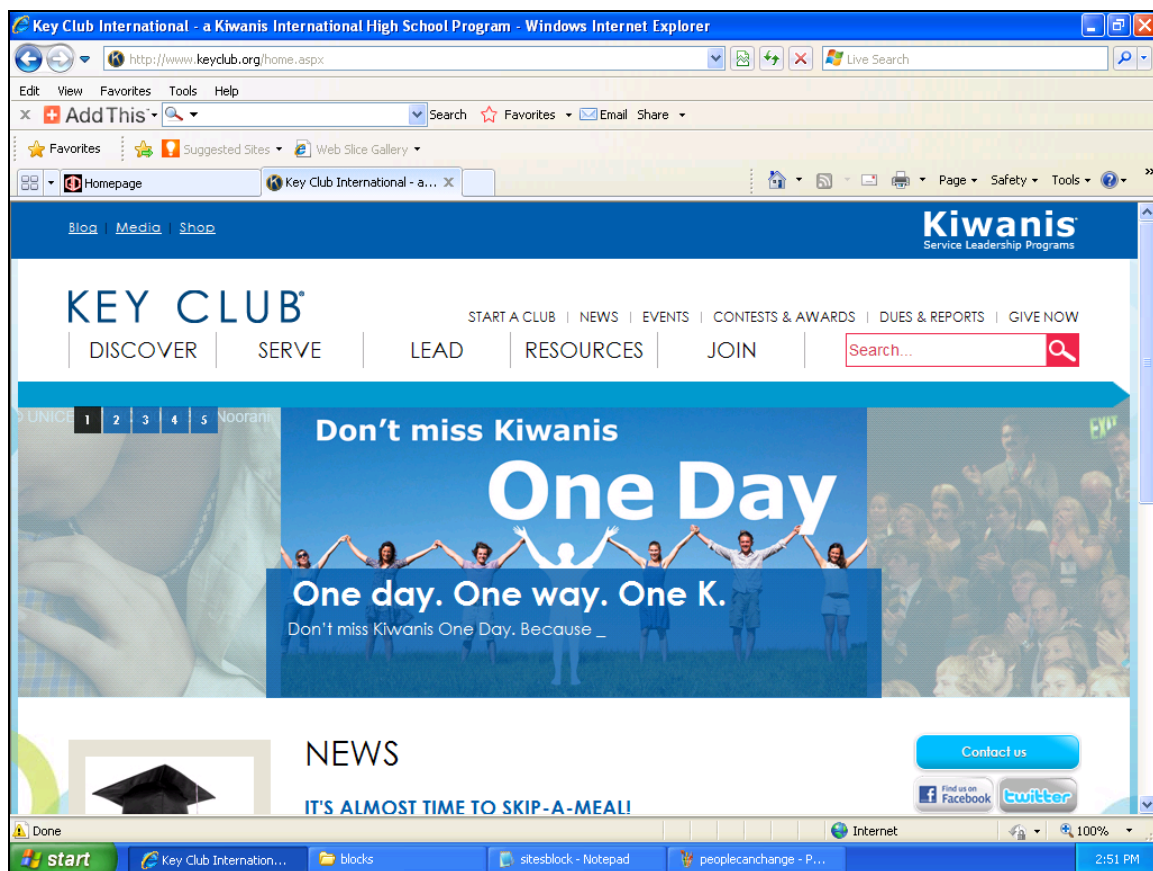 Key Club International - a Kiwanis International High School Program - Windows Internet Explorer
http://www.keyclub.org/home.aspx
Live Search
Edit View Favorites Tools Help
x AddThis Search Favorites Email Share
Favorites Suggested Sites Web Slice Gallery
Homepage Key Club International - a... X Page Safety Tools »
Blog | Media | Shop
Kiwanis
Service Leadership Programs
KEY CLUB®
START A CLUB | NEWS | EVENTS | CONTESTS & AWARDS | DUES & REPORTS | GIVE NOW
DISCOVER SERVE LEAD RESOURCES JOIN Search...
UNICE 1 2 3 4 5 Noorani
EXIT
Don't miss Kiwanis
One Day
One day. One way. One K.
Don't miss Kiwanis One Day. Because _
NEWS
Contact us
IT'S ALMOST TIME TO SKIP-A-MEAL!
Find us on
Facebook
twitter
Done Internet 100%
start Key Club Internation... blocks sitesblock - Notepad peoplecanchange - P... 2:51 PM